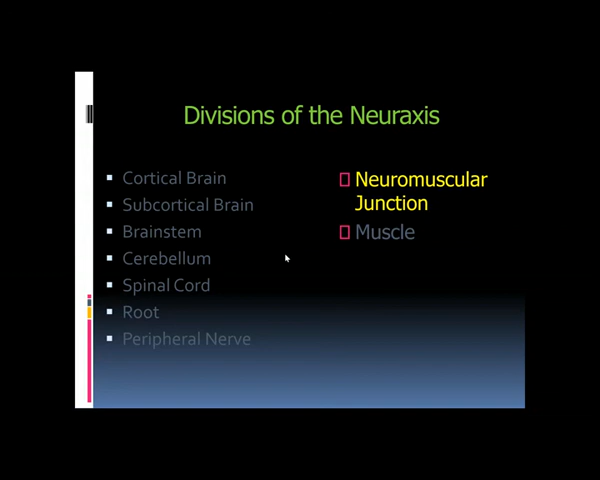 Divisions of the Neuraxis
Cortical Brain
Subcortical Brain
Brainstem
Cerebellum
Spinal Cord
Root
Peripheral Nerve
Neuromuscular
Junction
Muscle